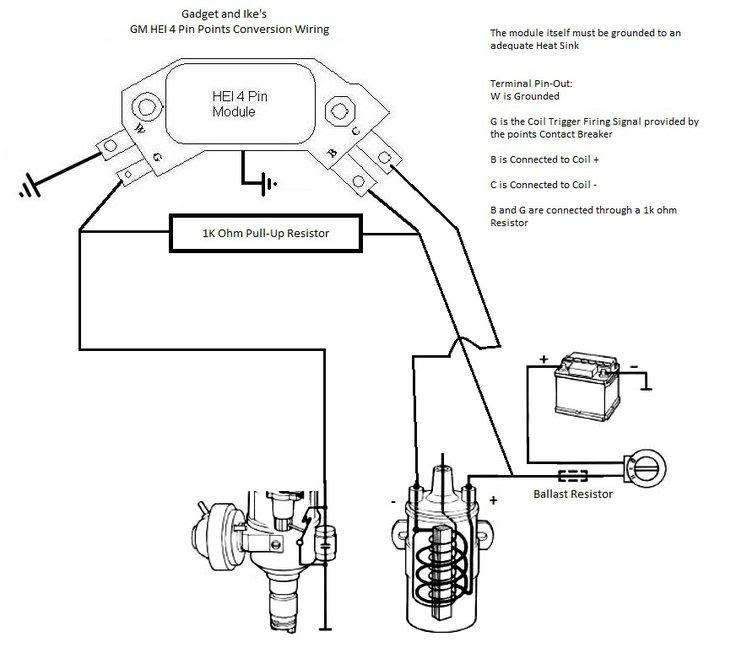 Gadget and Ike's
GM HEI 4 Pin Points Conversion Wiring
The module itself must be grounded to an
adequate Heat Sink
Terminal Pin-Out:
W is Grounded
G is the Coil Trigger Firing Signal provided by
the points Contact Breaker
B is Connected to Coil +
C is Connected to Coil -
B and G are connected through a 1k ohm
Resistor
HEI 4 Pin
Module
W
G
C
B
1K Ohm Pull-Up Resistor
+
-
Ballast Resistor
-
+